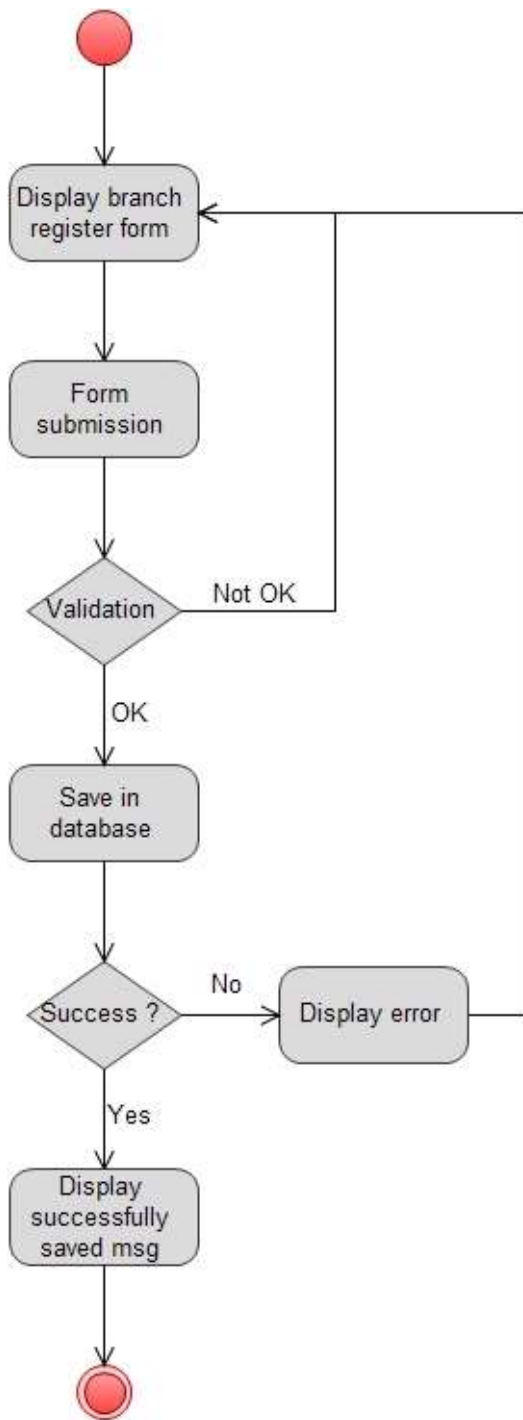 Display branch
register form
Form
submission
Validation
Not OK
OK
Save in
database
Success ?
No
Display error
Yes
Display
successfully
saved msg